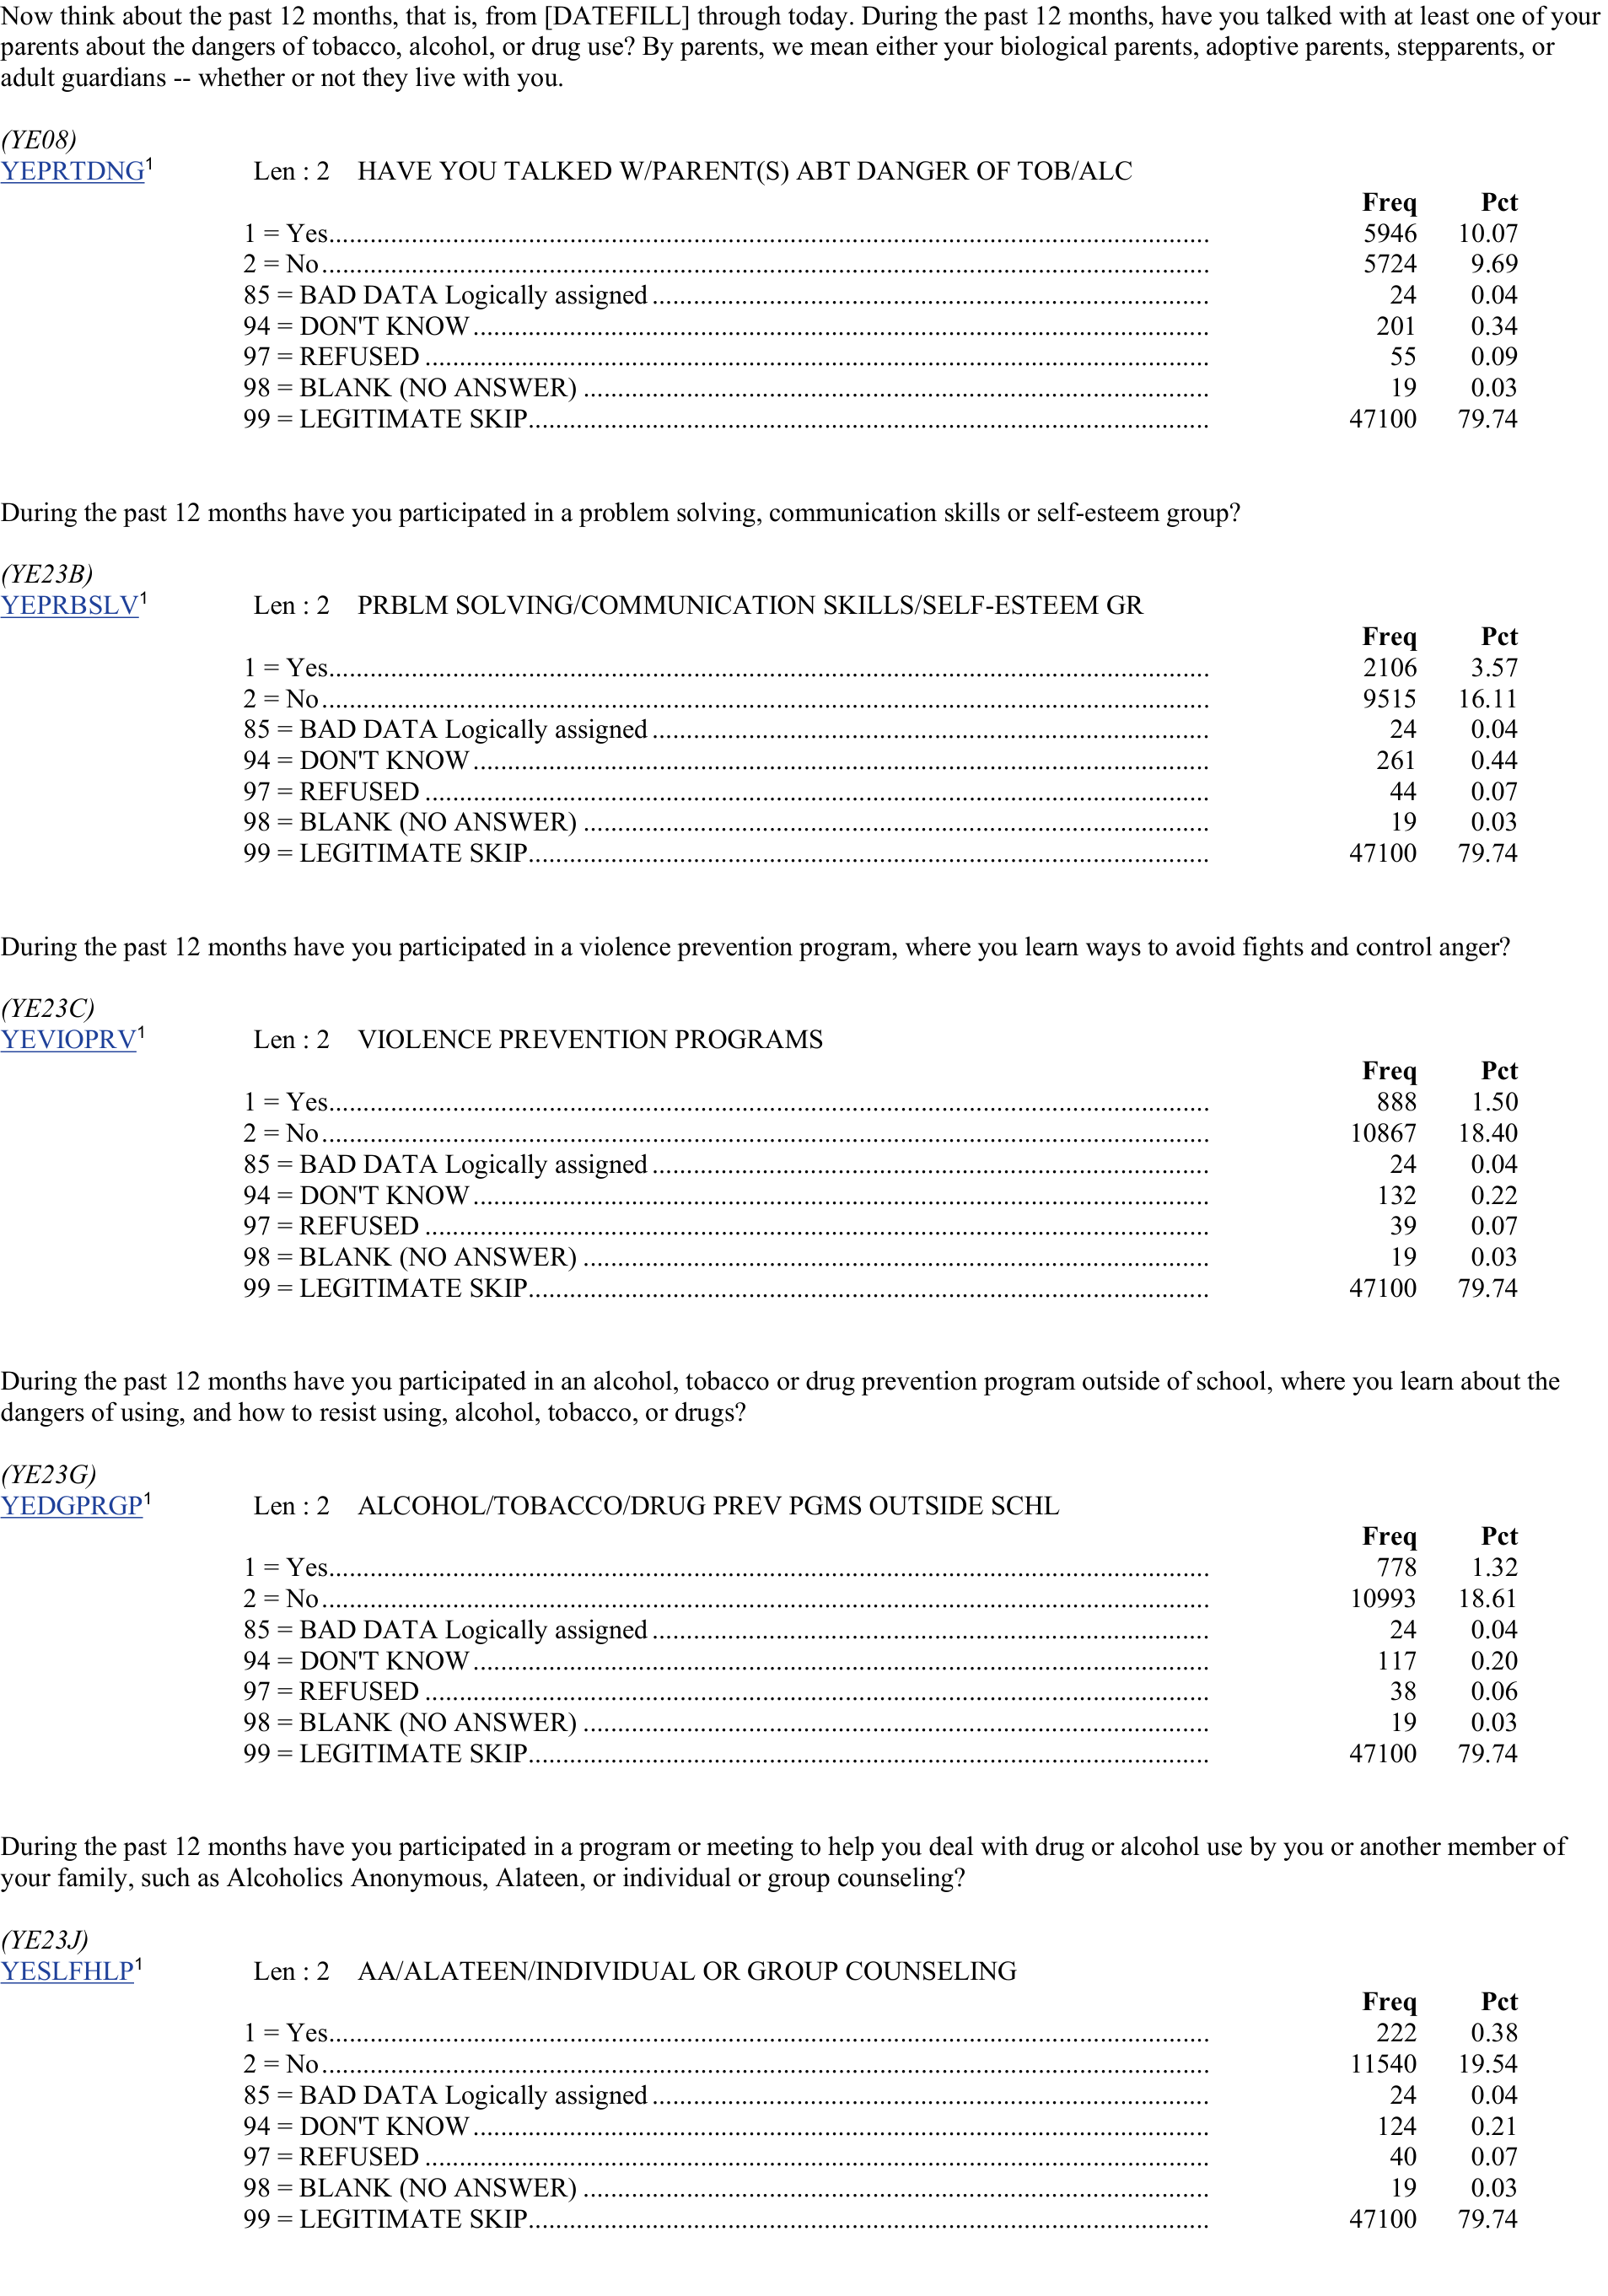 Now think about the past 12 months, that is, from [DATEFILL] through today. During the past 12 months, have you talked with at least one of your
parents about the dangers of tobacco, alcohol, or drug use? By parents, we mean either your biological parents, adoptive parents, stepparents, or
adult guardians -- whether or not they live with you.
(YE08)
YEPRTDNG¹ Len : 2 HAVE YOU TALKED W/PARENT(S) ABT DANGER OF TOB/ALC
Freq Pct
1 = Yes 5946 10.07
2 = No 5724 9.69
85 = BAD DATA Logically assigned 24 0.04
94 = DON'T KNOW 201 0.34
97 = REFUSED 55 0.09
98 = BLANK (NO ANSWER) 19 0.03
99 = LEGITIMATE SKIP 47100 79.74
During the past 12 months have you participated in a problem solving, communication skills or self-esteem group?
(YE23B)
YEPRBSLV¹ Len : 2 PRBLM SOLVING/COMMUNICATION SKILLS/SELF-ESTEEM GR
Freq Pct
1 = Yes 2106 3.57
2 = No 9515 16.11
85 = BAD DATA Logically assigned 24 0.04
94 = DON'T KNOW 261 0.44
97 = REFUSED 44 0.07
98 = BLANK (NO ANSWER) 19 0.03
99 = LEGITIMATE SKIP 47100 79.74
During the past 12 months have you participated in a violence prevention program, where you learn ways to avoid fights and control anger?
(YE23C)
YEVIOPRV¹ Len : 2 VIOLENCE PREVENTION PROGRAMS
Freq Pct
1 = Yes 888 1.50
2 = No 10867 18.40
85 = BAD DATA Logically assigned 24 0.04
94 = DON'T KNOW 132 0.22
97 = REFUSED 39 0.07
98 = BLANK (NO ANSWER) 19 0.03
99 = LEGITIMATE SKIP 47100 79.74
During the past 12 months have you participated in an alcohol, tobacco or drug prevention program outside of school, where you learn about the
dangers of using, and how to resist using, alcohol, tobacco, or drugs?
(YE23G)
YEDGPRGP¹ Len : 2 ALCOHOL/TOBACCO/DRUG PREV PGMS OUTSIDE SCHL
Freq Pct
1 = Yes 778 1.32
2 = No 10993 18.61
85 = BAD DATA Logically assigned 24 0.04
94 = DON'T KNOW 117 0.20
97 = REFUSED 38 0.06
98 = BLANK (NO ANSWER) 19 0.03
99 = LEGITIMATE SKIP 47100 79.74
During the past 12 months have you participated in a program or meeting to help you deal with drug or alcohol use by you or another member of
your family, such as Alcoholics Anonymous, Alateen, or individual or group counseling?
(YE23J)
YESLFHLP¹ Len : 2 AA/ALATEEN/INDIVIDUAL OR GROUP COUNSELING
Freq Pct
1 = Yes 222 0.38
2 = No 11540 19.54
85 = BAD DATA Logically assigned 24 0.04
94 = DON'T KNOW 124 0.21
97 = REFUSED 40 0.07
98 = BLANK (NO ANSWER) 19 0.03
99 = LEGITIMATE SKIP 47100 79.74